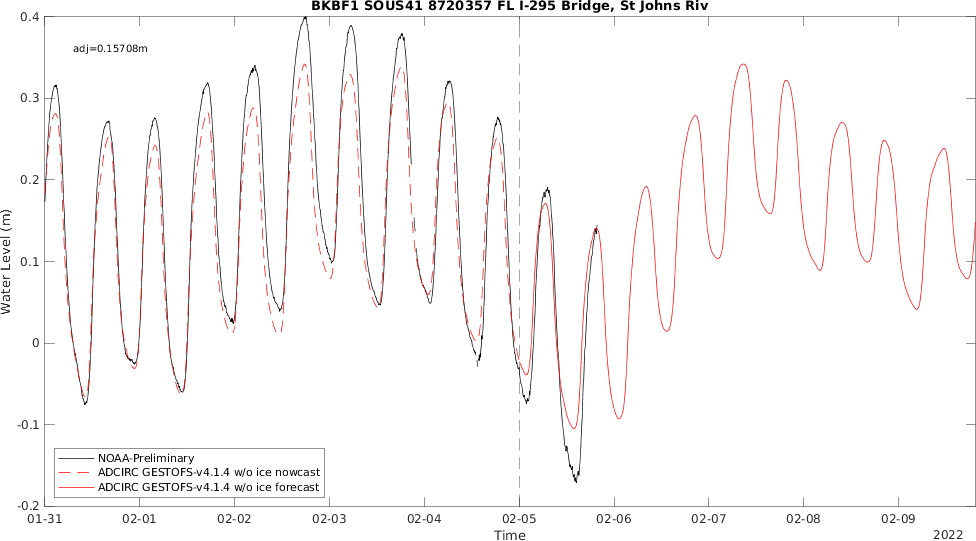 BKBF1 SOUS41 8720357 FL I-295 Bridge, St Johns Riv
adj=0.15708m
0.4
0.3
0.2
0.1
0
-0.1
-0.2
Water Level (m)
NOAA-Preliminary
ADCIRC GESTOFS-v4.1.4 w/o ice nowcast
ADCIRC GESTOFS-v4.1.4 w/o ice forecast
01-31 02-01 02-02 02-03 02-04 02-05 02-06 02-07 02-08 02-09
Time
2022